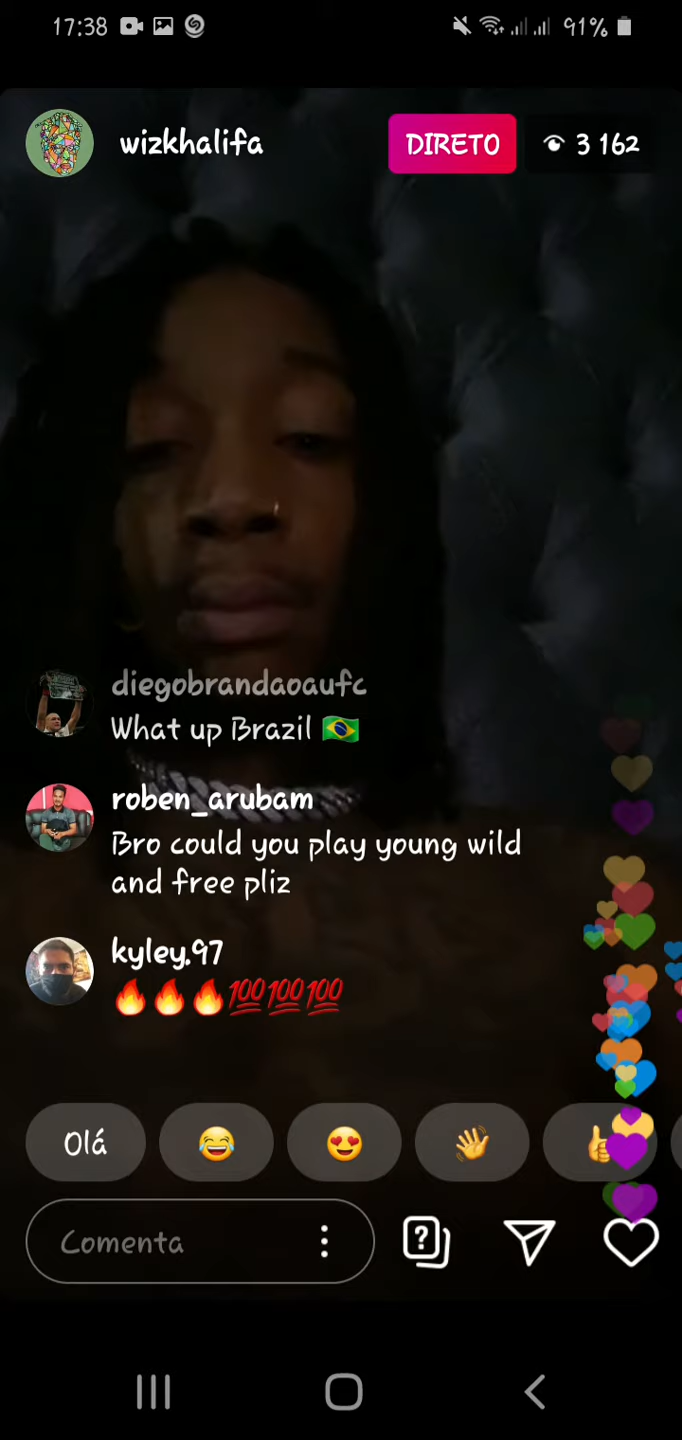 17:38 91%
wizkhalifa DIRETO 3 162
diegobrandaoaufc
What up Brazil
roben_arubam
Bro could you play young wild
and free pliz
kyley.97
🔥🔥🔥💯💯💯
Olá
Comenta